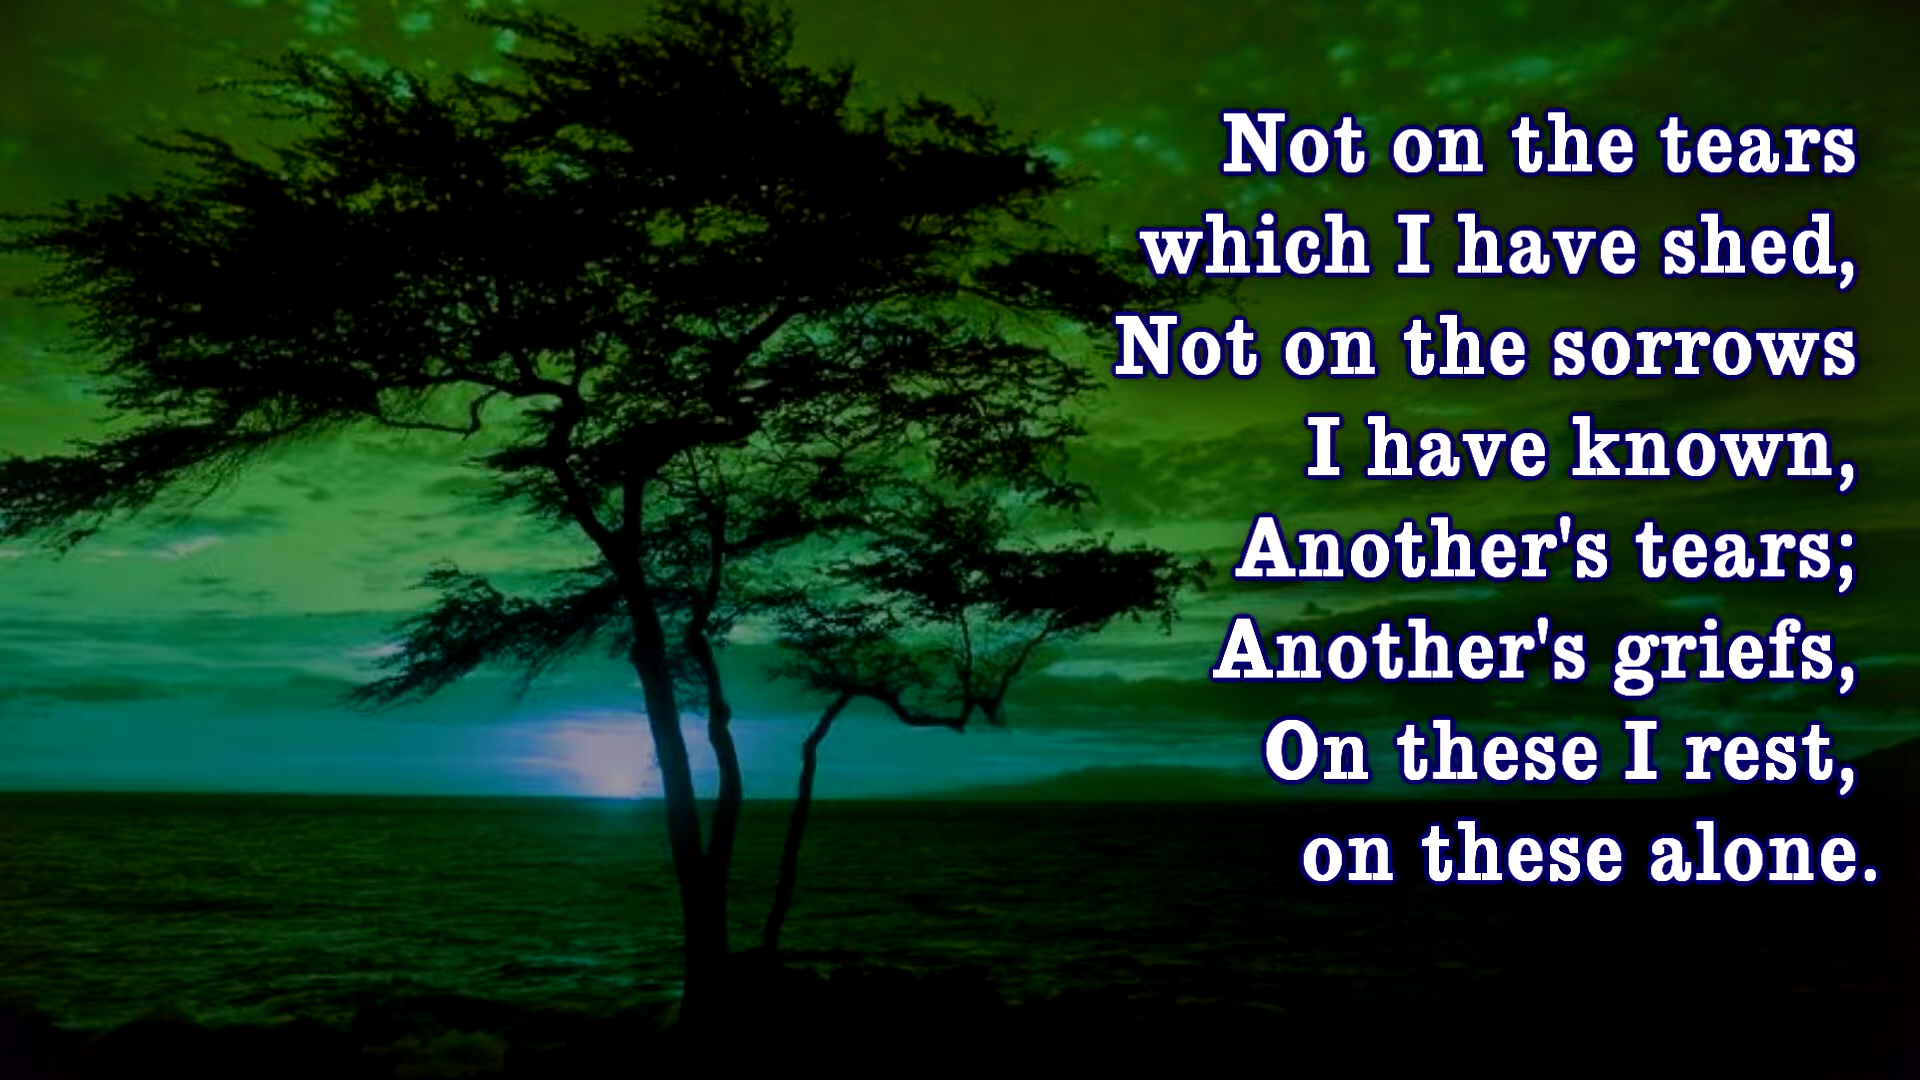 Not on the tears
which I have shed,
Not on the sorrows
I have known,
Another's tears;
Another's griefs,
On these I rest,
on these alone.